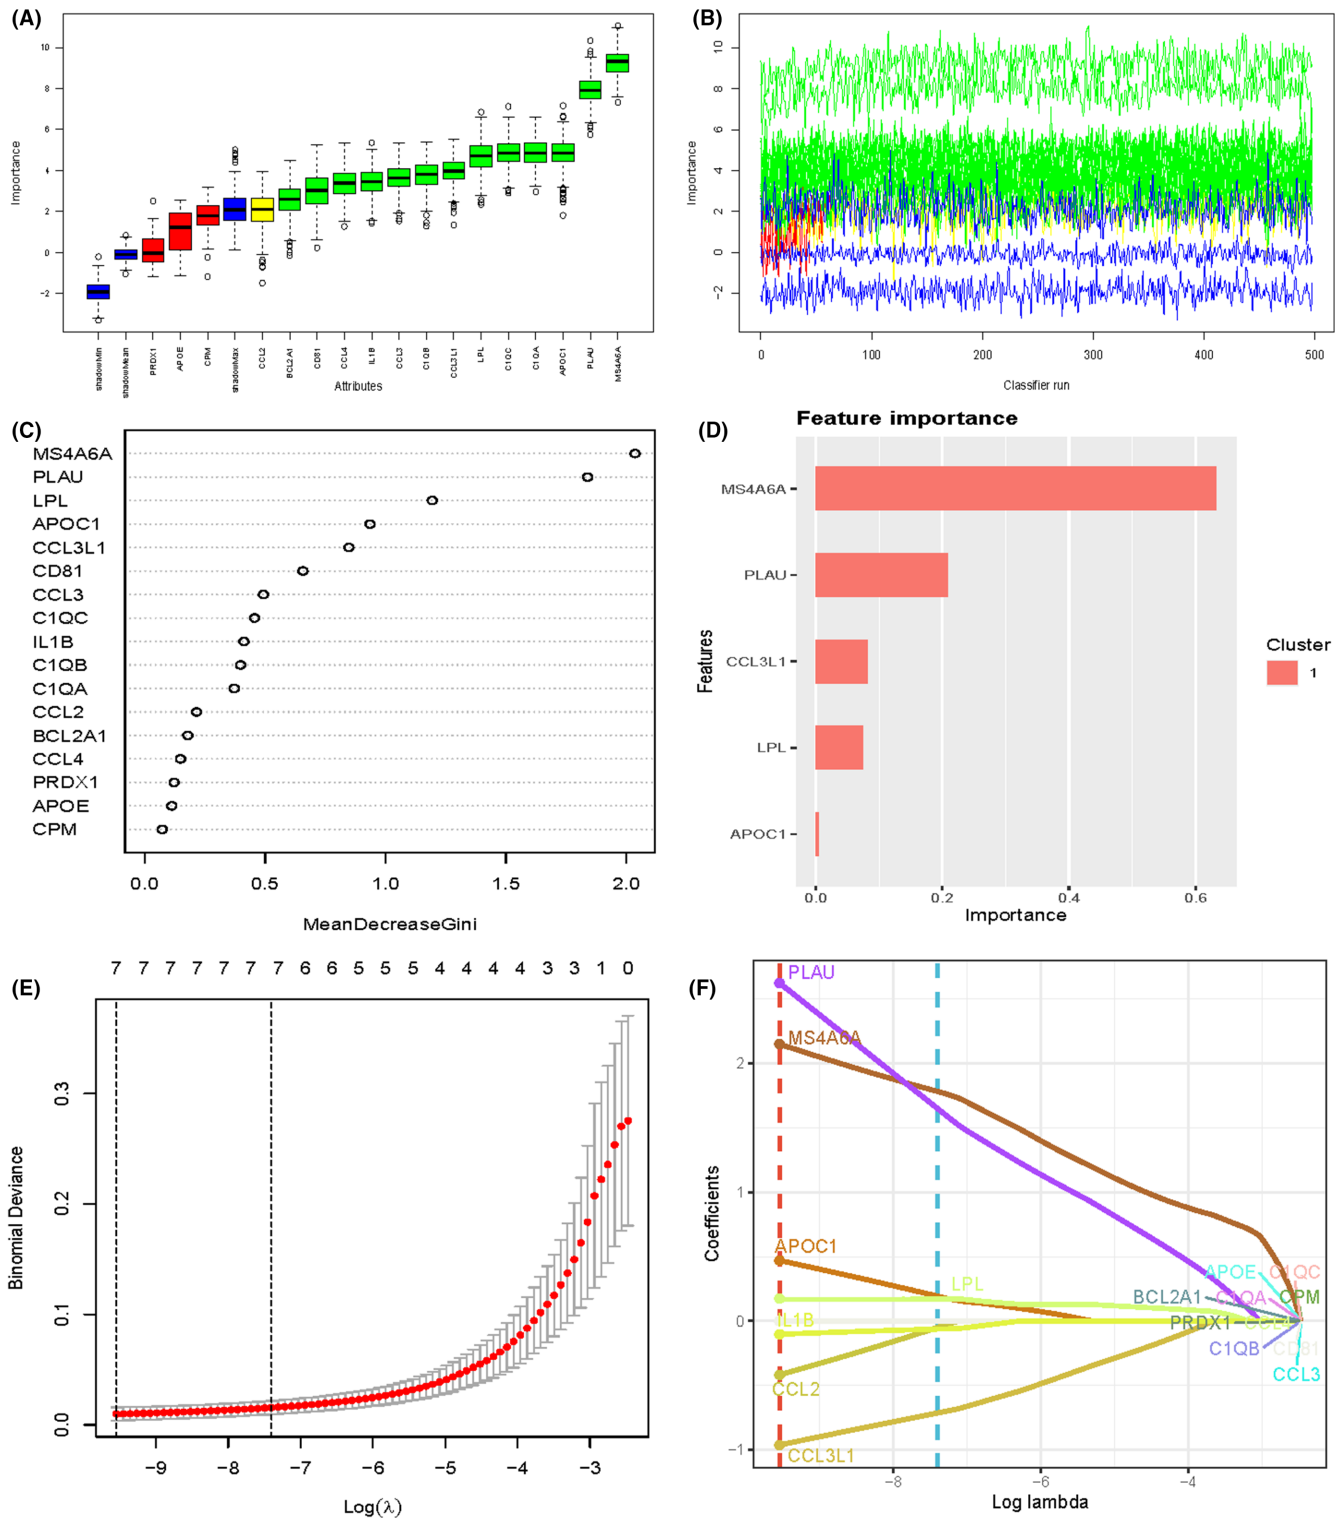 (A)
Importance
10
8
6
4
2
0
−2
shadowMin
shadowMean
PRDX1
APOE
CPM
shadowMax
CCL2
BCL2A1
CD81
CCL4
IL1B
CCL3
C1QB
CCL3L1
LPL
C1QC
C1QA
APOC1
PLAU
MS4A6A
Attributes
(B)
Importance
10
8
6
4
2
0
−2
0
100
200
300
400
500
Classifier run
(C)
MS4A6A
PLAU
LPL
APOC1
CCL3L1
CD81
CCL3
C1QC
IL1B
C1QB
C1QA
CCL2
BCL2A1
CCL4
PRDX1
APOE
CPM
0.0
0.5
1.0
1.5
2.0
MeanDecreaseGini
(D)
Feature importance
MS4A6A
PLAU
CCL3L1
LPL
APOC1
Features
0.0
0.2
0.4
0.6
Importance
Cluster
1
(E)
7 7 7 7 7 7 7 6 6 5 5 5 4 4 4 4 3 3 1 0
Binomial Deviance
0.3
0.2
0.1
0.0
−9
−8
−7
−6
−5
−4
−3
Log(λ)
(F)
Coefficients
2
1
0
−1
PLAU
MS4A6A
APOC1
LPL
IL1B
CCL2
CCL3L1
APOE
C1QC
BCL2A1
C1QA
CPM
PRDX1
C1QB
CD81
CCL3
−8
−6
−4
Log lambda